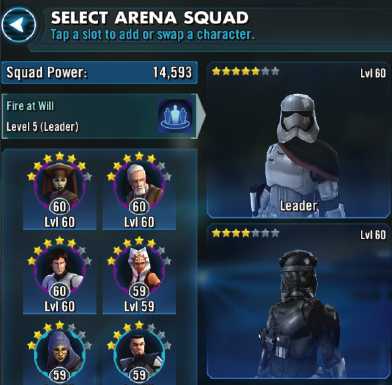 SELECT ARENA SQUAD
Tap a slot to add or swap a character.
Squad Power: 14,593
Fire at Will
Level 5 (Leader)
Lvl 60
Leader
60
60
Lvl 60
Lvl 60
Lvl 60
60
59
Lvl 60
Lvl 59
59
59